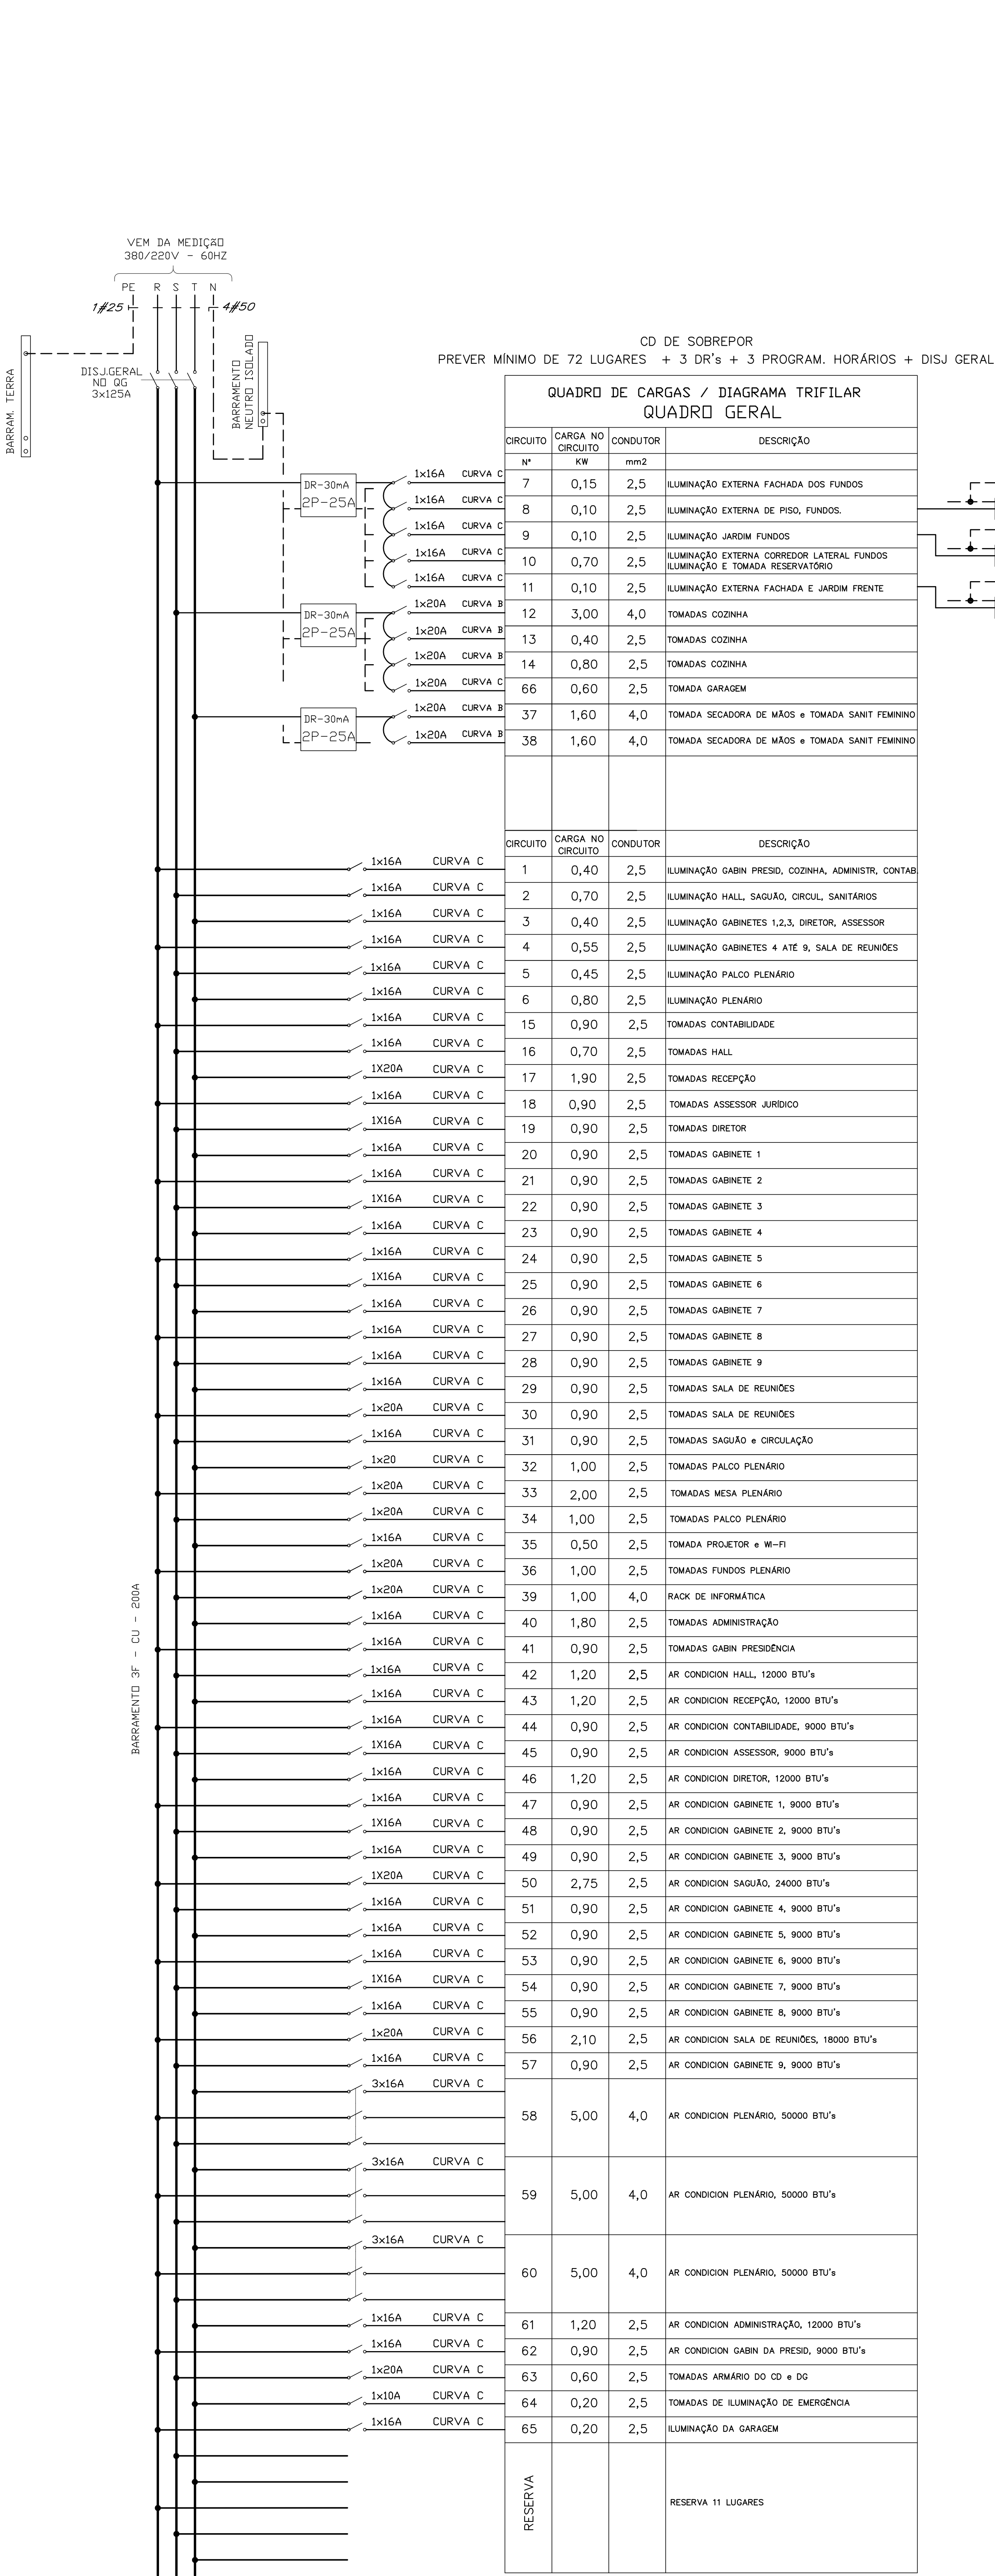 VEM DA MEDIÇÃO
380/220V - 60HZ
PE R S T N
1#25 4#50
BARRAM. TERRA
DISJ.GERAL
NO QG
3x125A
BARRAMENTO
NEUTRO ISOLADO
BARRAMENTO 3F - CU - 200A
CD DE SOBREPOR
PREVER MÍNIMO DE 72 LUGARES + 3 DR's + 3 PROGRAM. HORÁRIOS + DISJ GERAL
QUADRO DE CARGAS / DIAGRAMA TRIFILAR
QUADRO GERAL
CIRCUITO CARGA NO CIRCUITO CONDUTOR DESCRIÇÃO
N° KW mm2
DR-30mA
2P-25A
1x16A CURVA C 7 0,15 2,5 ILUMINAÇÃO EXTERNA FACHADA DOS FUNDOS
1x16A CURVA C 8 0,10 2,5 ILUMINAÇÃO EXTERNA DE PISO, FUNDOS.
1x16A CURVA C 9 0,10 2,5 ILUMINAÇÃO JARDIM FUNDOS
1x16A CURVA C 10 0,70 2,5 ILUMINAÇÃO EXTERNA CORREDOR LATERAL FUNDOS
ILUMINAÇÃO E TOMADA RESERVATÓRIO
1x16A CURVA C 11 0,10 2,5 ILUMINAÇÃO EXTERNA FACHADA E JARDIM FRENTE
DR-30mA
2P-25A
1x20A CURVA B 12 3,00 4,0 TOMADAS COZINHA
1x20A CURVA B 13 0,40 2,5 TOMADAS COZINHA
1x20A CURVA B 14 0,80 2,5 TOMADAS COZINHA
1x20A CURVA C 66 0,60 2,5 TOMADA GARAGEM
DR-30mA
2P-25A
1x20A CURVA B 37 1,60 4,0 TOMADA SECADORA DE MÃOS e TOMADA SANIT FEMININO
1x20A CURVA B 38 1,60 4,0 TOMADA SECADORA DE MÃOS e TOMADA SANIT FEMININO
CIRCUITO CARGA NO CIRCUITO CONDUTOR DESCRIÇÃO
1x16A CURVA C 1 0,40 2,5 ILUMINAÇÃO GABIN PRESID, COZINHA, ADMINISTR, CONTAB.
1x16A CURVA C 2 0,70 2,5 ILUMINAÇÃO HALL, SAGUÃO, CIRCUL, SANITÁRIOS
1x16A CURVA C 3 0,40 2,5 ILUMINAÇÃO GABINETES 1,2,3, DIRETOR, ASSESSOR
1x16A CURVA C 4 0,55 2,5 ILUMINAÇÃO GABINETES 4 ATÉ 9, SALA DE REUNIÕES
1x16A CURVA C 5 0,45 2,5 ILUMINAÇÃO PALCO PLENÁRIO
1x16A CURVA C 6 0,80 2,5 ILUMINAÇÃO PLENÁRIO
1x16A CURVA C 15 0,90 2,5 TOMADAS CONTABILIDADE
1x16A CURVA C 16 0,70 2,5 TOMADAS HALL
1X20A CURVA C 17 1,90 2,5 TOMADAS RECEPÇÃO
1x16A CURVA C 18 0,90 2,5 TOMADAS ASSESSOR JURÍDICO
1X16A CURVA C 19 0,90 2,5 TOMADAS DIRETOR
1x16A CURVA C 20 0,90 2,5 TOMADAS GABINETE 1
1x16A CURVA C 21 0,90 2,5 TOMADAS GABINETE 2
1X16A CURVA C 22 0,90 2,5 TOMADAS GABINETE 3
1x16A CURVA C 23 0,90 2,5 TOMADAS GABINETE 4
1x16A CURVA C 24 0,90 2,5 TOMADAS GABINETE 5
1X16A CURVA C 25 0,90 2,5 TOMADAS GABINETE 6
1x16A CURVA C 26 0,90 2,5 TOMADAS GABINETE 7
1x16A CURVA C 27 0,90 2,5 TOMADAS GABINETE 8
1x16A CURVA C 28 0,90 2,5 TOMADAS GABINETE 9
1x16A CURVA C 29 0,90 2,5 TOMADAS SALA DE REUNIÕES
1x20A CURVA C 30 0,90 2,5 TOMADAS SALA DE REUNIÕES
1x16A CURVA C 31 0,90 2,5 TOMADAS SAGUÃO e CIRCULAÇÃO
1x20 CURVA C 32 1,00 2,5 TOMADAS PALCO PLENÁRIO
1x20A CURVA C 33 2,00 2,5 TOMADAS MESA PLENÁRIO
1x20A CURVA C 34 1,00 2,5 TOMADAS PALCO PLENÁRIO
1x16A CURVA C 35 0,50 2,5 TOMADA PROJETOR e WI-FI
1x20A CURVA C 36 1,00 2,5 TOMADAS FUNDOS PLENÁRIO
1x20A CURVA C 39 1,00 4,0 RACK DE INFORMÁTICA
1x16A CURVA C 40 1,80 2,5 TOMADAS ADMINISTRAÇÃO
1x16A CURVA C 41 0,90 2,5 TOMADAS GABIN PRESIDÊNCIA
1x16A CURVA C 42 1,20 2,5 AR CONDICION HALL, 12000 BTU's
1x16A CURVA C 43 1,20 2,5 AR CONDICION RECEPÇÃO, 12000 BTU's
1x16A CURVA C 44 0,90 2,5 AR CONDICION CONTABILIDADE, 9000 BTU's
1X16A CURVA C 45 0,90 2,5 AR CONDICION ASSESSOR, 9000 BTU's
1x16A CURVA C 46 1,20 2,5 AR CONDICION DIRETOR, 12000 BTU's
1x16A CURVA C 47 0,90 2,5 AR CONDICION GABINETE 1, 9000 BTU's
1X16A CURVA C 48 0,90 2,5 AR CONDICION GABINETE 2, 9000 BTU's
1x16A CURVA C 49 0,90 2,5 AR CONDICION GABINETE 3, 9000 BTU's
1X20A CURVA C 50 2,75 2,5 AR CONDICION SAGUÃO, 24000 BTU's
1x16A CURVA C 51 0,90 2,5 AR CONDICION GABINETE 4, 9000 BTU's
1x16A CURVA C 52 0,90 2,5 AR CONDICION GABINETE 5, 9000 BTU's
1x16A CURVA C 53 0,90 2,5 AR CONDICION GABINETE 6, 9000 BTU's
1X16A CURVA C 54 0,90 2,5 AR CONDICION GABINETE 7, 9000 BTU's
1x16A CURVA C 55 0,90 2,5 AR CONDICION GABINETE 8, 9000 BTU's
1x20A CURVA C 56 2,10 2,5 AR CONDICION SALA DE REUNIÕES, 18000 BTU's
1x16A CURVA C 57 0,90 2,5 AR CONDICION GABINETE 9, 9000 BTU's
3x16A CURVA C 58 5,00 4,0 AR CONDICION PLENÁRIO, 50000 BTU's
3x16A CURVA C 59 5,00 4,0 AR CONDICION PLENÁRIO, 50000 BTU's
3x16A CURVA C 60 5,00 4,0 AR CONDICION PLENÁRIO, 50000 BTU's
1x16A CURVA C 61 1,20 2,5 AR CONDICION ADMINISTRAÇÃO, 12000 BTU's
1x16A CURVA C 62 0,90 2,5 AR CONDICION GABIN DA PRESID, 9000 BTU's
1x20A CURVA C 63 0,60 2,5 TOMADAS ARMÁRIO DO CD e DG
1x10A CURVA C 64 0,20 2,5 TOMADAS DE ILUMINAÇÃO DE EMERGÊNCIA
1x16A CURVA C 65 0,20 2,5 ILUMINAÇÃO DA GARAGEM
RESERVA RESERVA 11 LUGARES